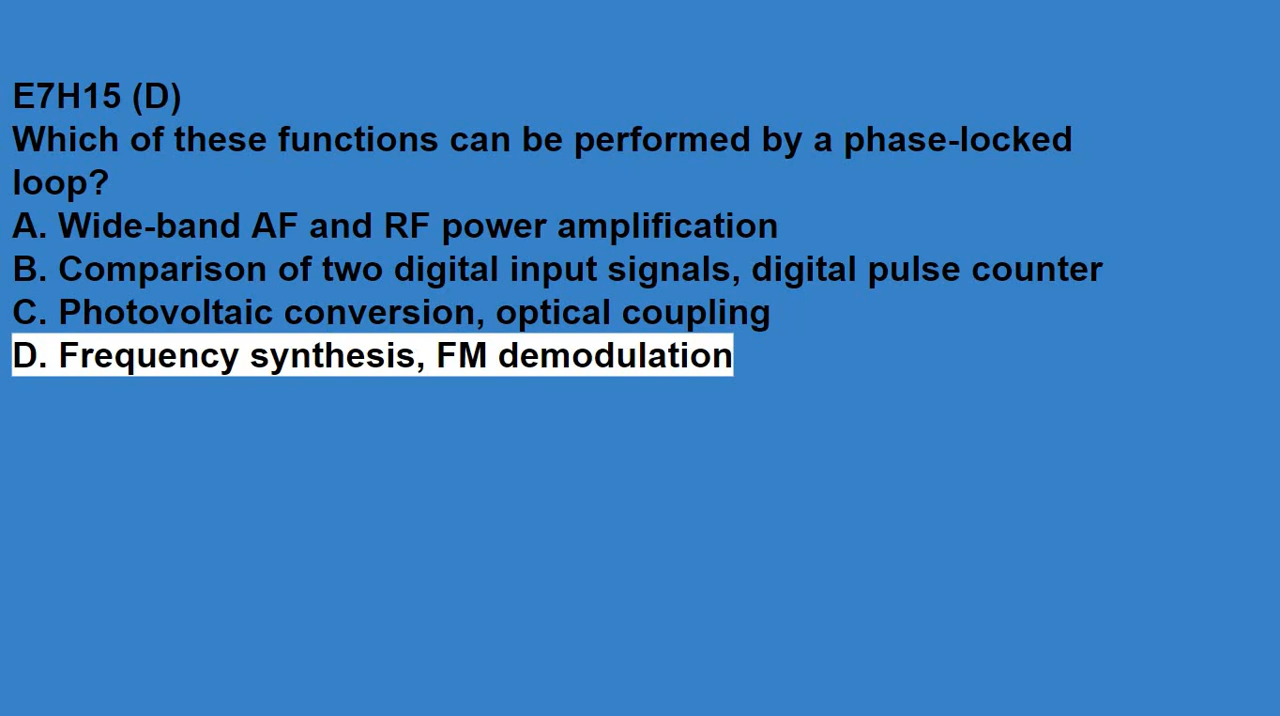 E7H15 (D)
Which of these functions can be performed by a phase-locked
loop?
A. Wide-band AF and RF power amplification
B. Comparison of two digital input signals, digital pulse counter
C. Photovoltaic conversion, optical coupling
D. Frequency synthesis, FM demodulation